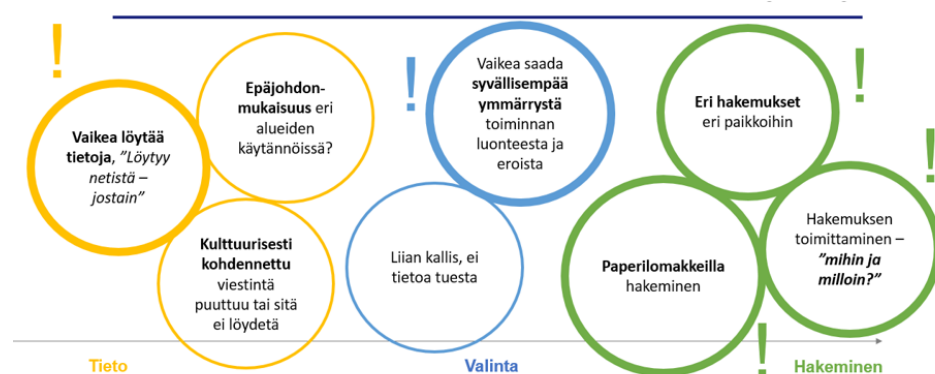 !
Vaikea löytää
tietoja, "Löytyy
netistä –
jostain"
Epäjohdon-
mukaisuus eri
alueiden
käytännöissä?
Kulttuurisesti
kohdennettu
viestintä
puuttuu tai sitä
ei löydetä
!
Vaikea saada
syvällisempää
ymmärrystä
toiminnan
luonteesta ja
eroista
Liian kallis, ei
tietoa tuesta
Eri hakemukset
eri paikkoihin
!
Paperilomakkeilla
hakeminen
!
Hakemuksen
toimittaminen –
"mihin ja
milloin?"
!
Tieto
Valinta
Hakeminen